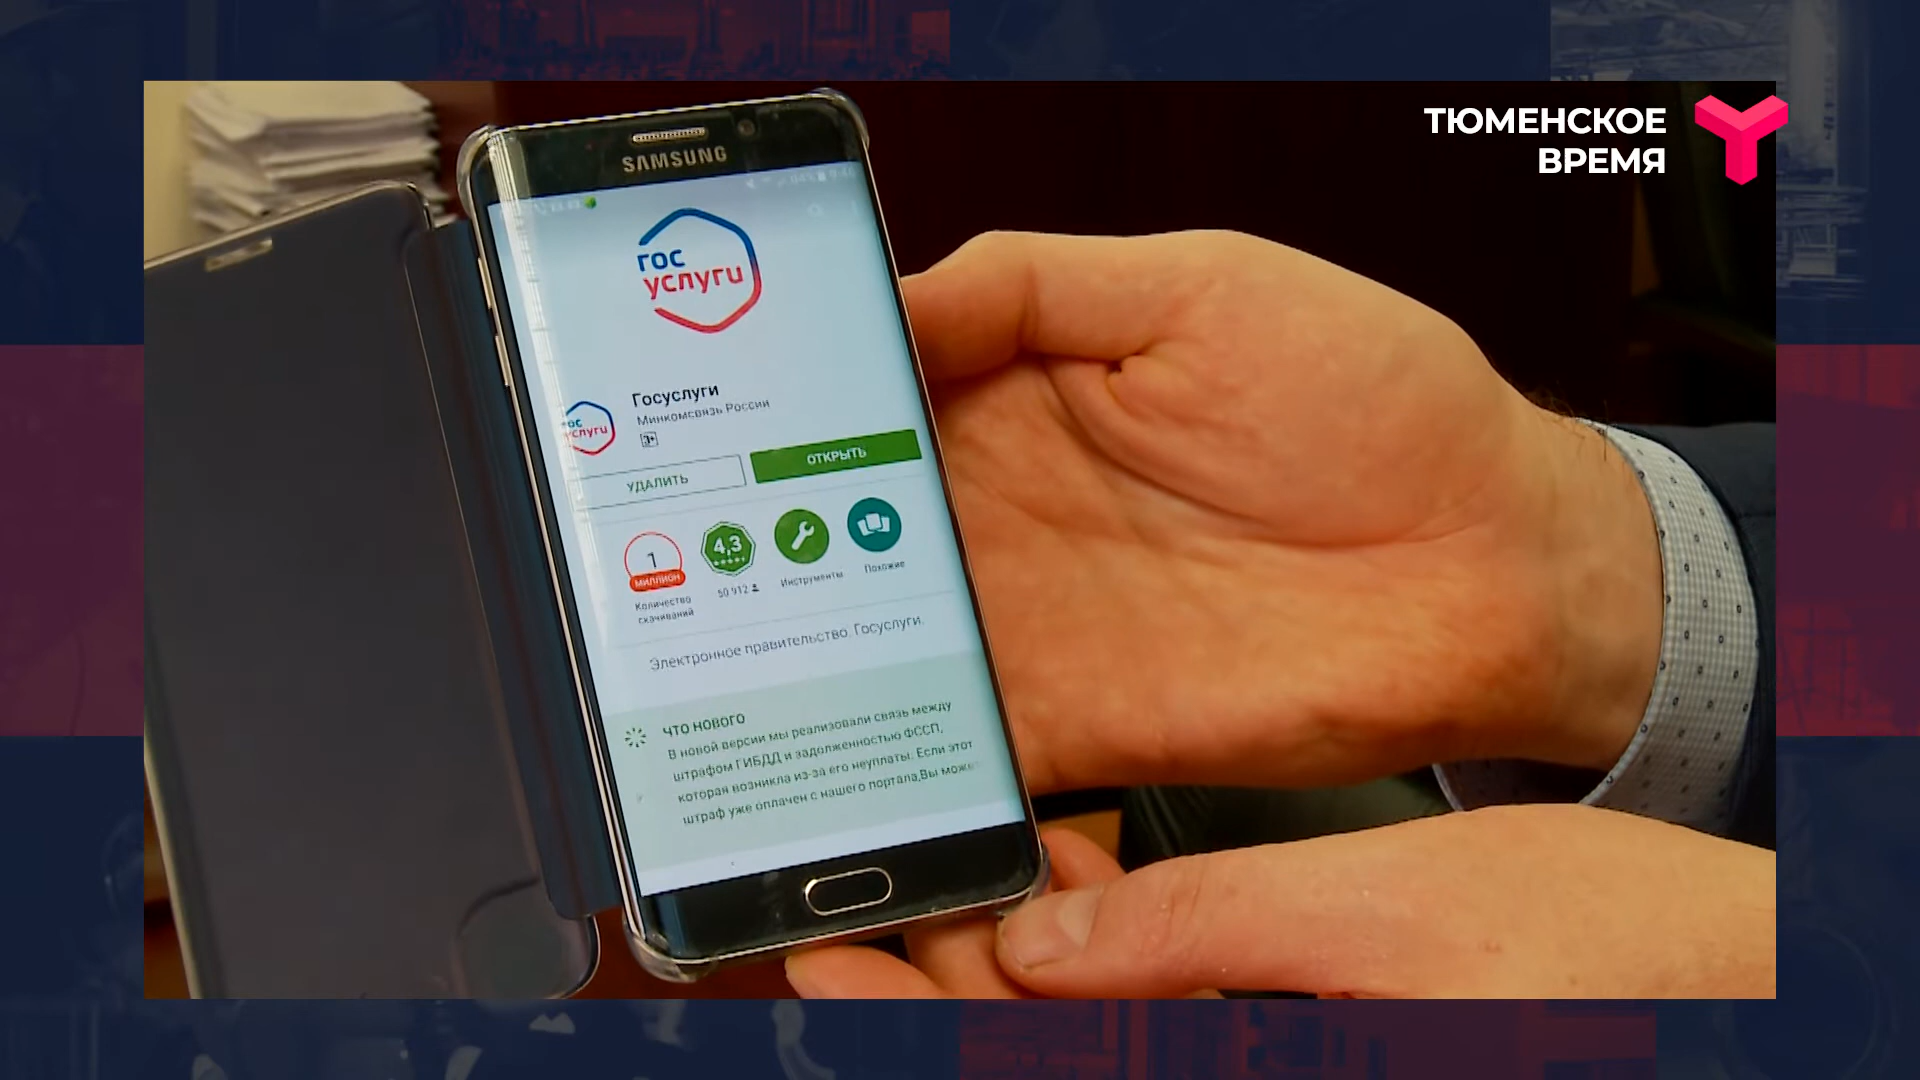 ТЮМЕНСКОЕ
ВРЕМЯ
SAMSUNG
гос
услуги
Госуслуги
Минкомсвязь России
гос
услуги
3+
УДАЛИТЬ
ОТКРЫТЬ
1
МИЛЛИОН
4,3
Количество
скачиваний
50 912
Инструменты
Похожие
Электронное правительство. Госуслуги.
ЧТО НОВОГО
В новой версии мы реализовали связь между
штрафом ГИБДД и задолженностью ФССП,
которая возникла из-за его неуплаты. Если этот
штраф уже оплачен с нашего портала,Вы може